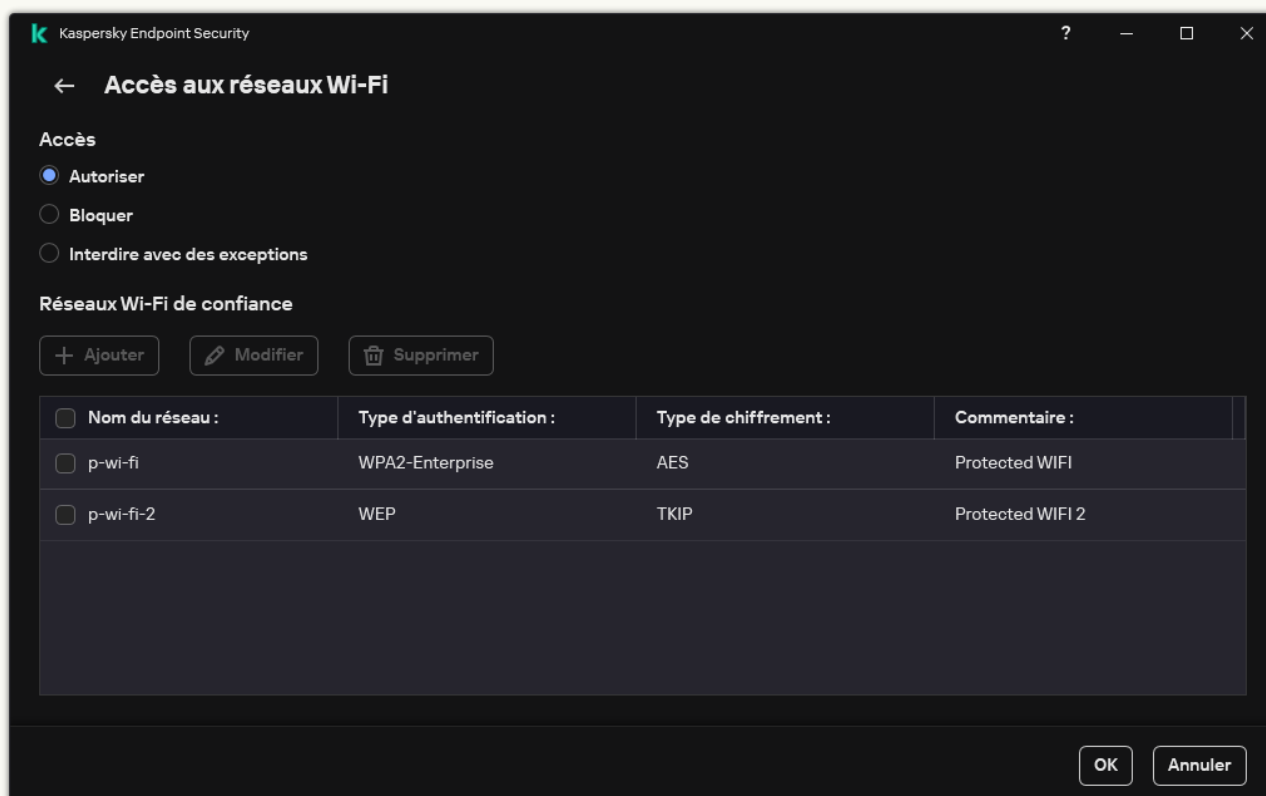 Kaspersky Endpoint Security
?
Accès aux réseaux Wi-Fi
Accès
Autoriser
Bloquer
Interdire avec des exceptions
Réseaux Wi-Fi de confiance
Ajouter Modifier Supprimer
Nom du réseau : Type d'authentification : Type de chiffrement : Commentaire :
p-wi-fi WPA2-Enterprise AES Protected WIFI
p-wi-fi-2 WEP TKIP Protected WIFI 2
OK Annuler